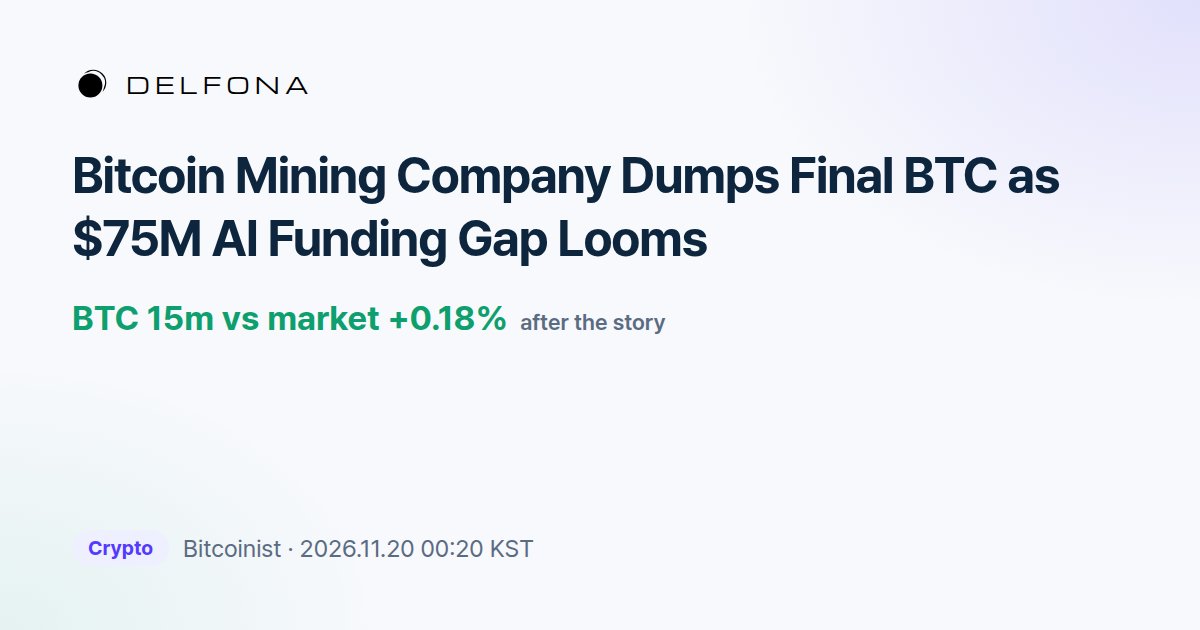 DELFONA
Bitcoin Mining Company Dumps Final BTC as
$75M AI Funding Gap Looms
BTC 15m vs market +0.18% after the story
Crypto Bitcoinist · 2026.11.20 00:20 KST